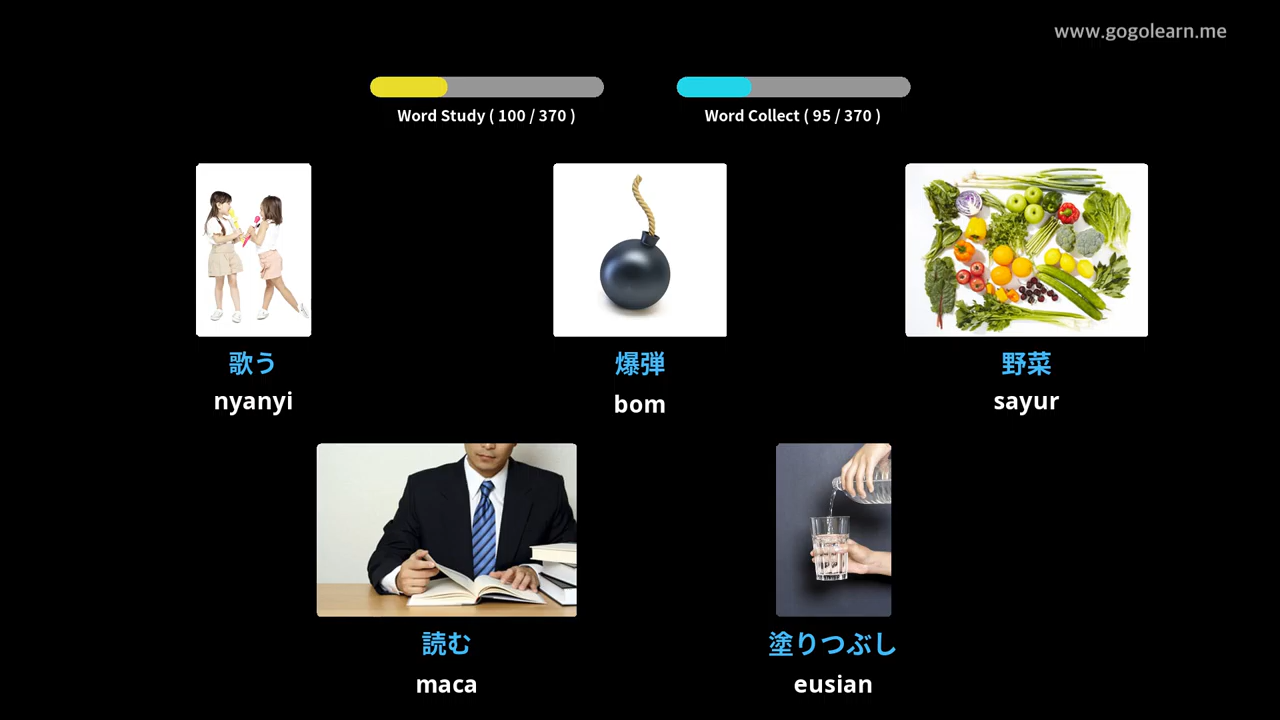 www.gogolearn.me
Word Study ( 100 / 370 )
Word Collect ( 95 / 370 )
歌う
nyanyi
爆弾
bom
野菜
sayur
読む
maca
塗りつぶし
eusian